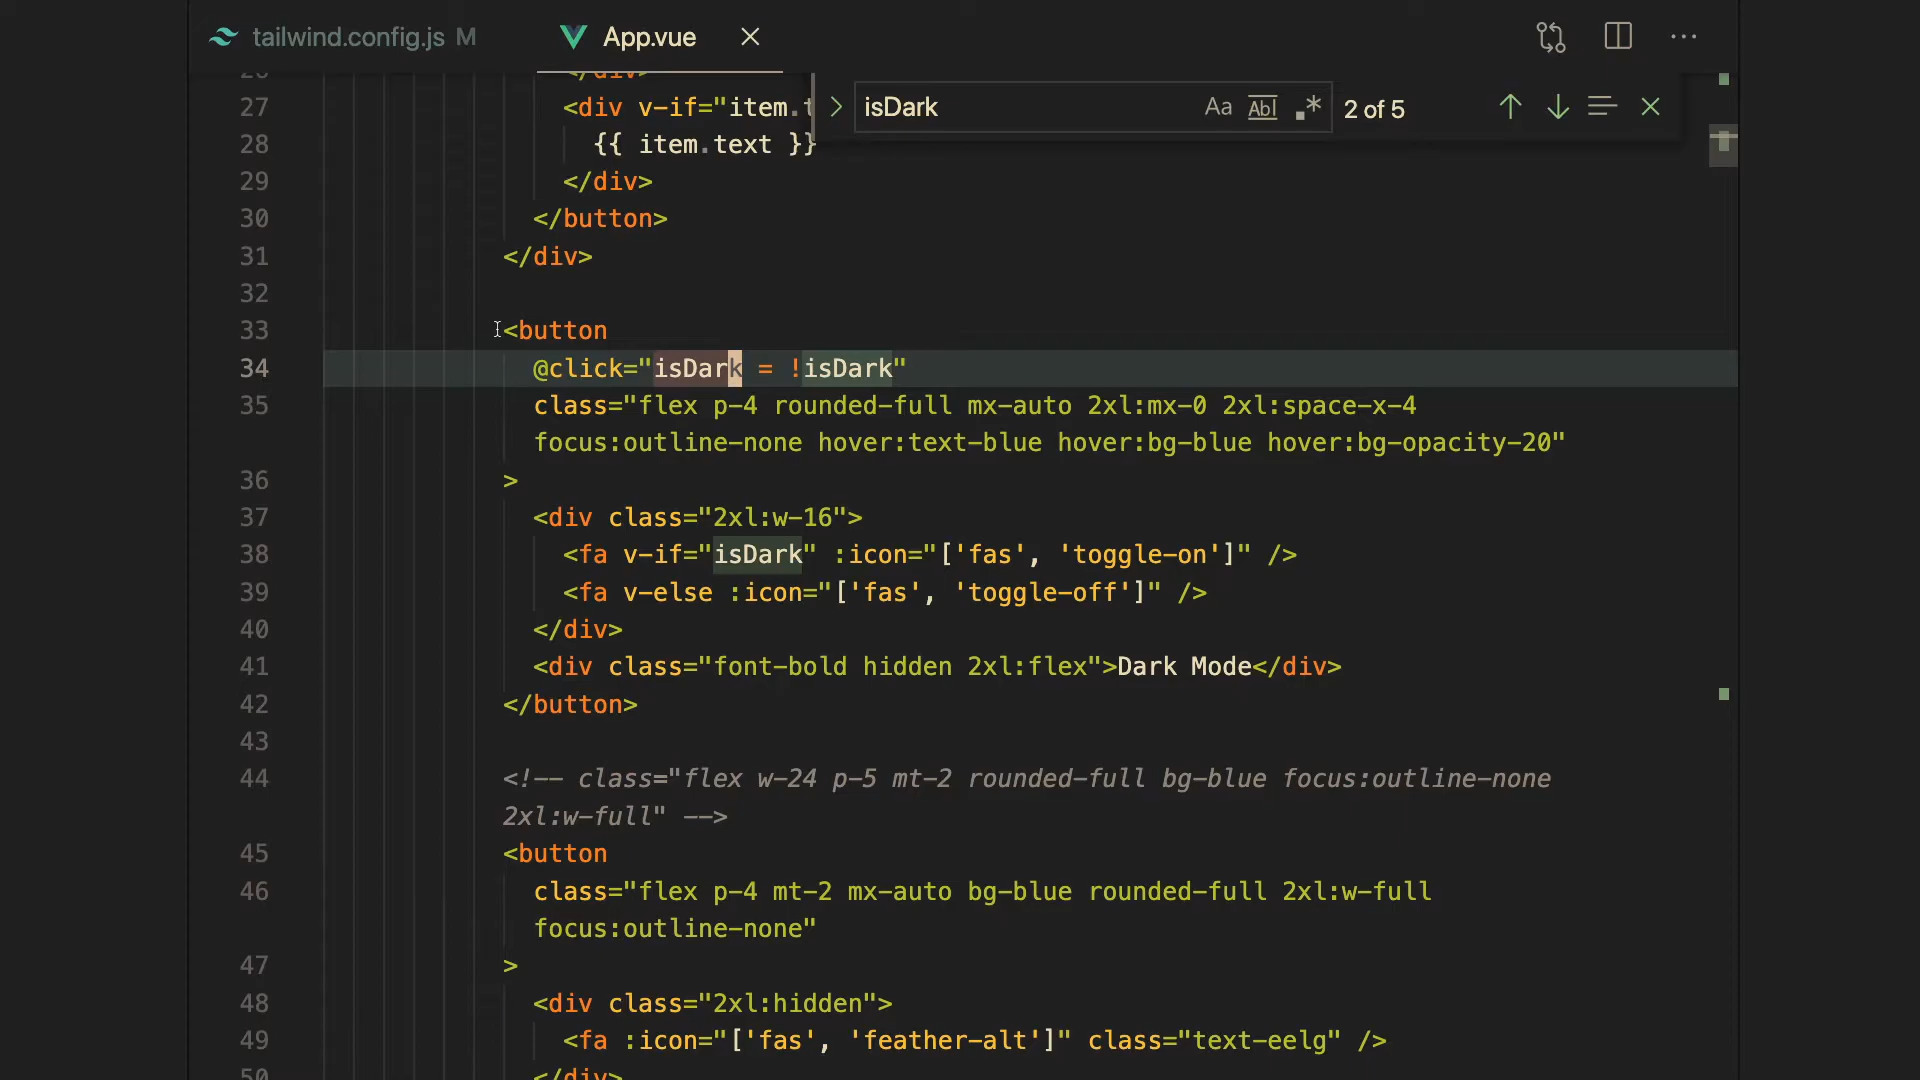 tailwind.config.js M
App.vue
isDark
Aa
Abl
.*
2 of 5
26 </div>
27 <div v-if="item.t
28 {{ item.text }}
29 </div>
30 </button>
31 </div>
32
33 <button
34 @click="isDark = !isDark"
35 class="flex p-4 rounded-full mx-auto 2xl:mx-0 2xl:space-x-4
focus:outline-none hover:text-blue hover:bg-blue hover:bg-opacity-20"
36 >
37 <div class="2xl:w-16">
38 <fa v-if="isDark" :icon="['fas', 'toggle-on']" />
39 <fa v-else :icon="['fas', 'toggle-off']" />
40 </div>
41 <div class="font-bold hidden 2xl:flex">Dark Mode</div>
42 </button>
43
44 <!-- class="flex w-24 p-5 mt-2 rounded-full bg-blue focus:outline-none
2xl:w-full" -->
45 <button
46 class="flex p-4 mt-2 mx-auto bg-blue rounded-full 2xl:w-full
focus:outline-none"
47 >
48 <div class="2xl:hidden">
49 <fa :icon="['fas', 'feather-alt']" class="text-eelg" />
50 </div>